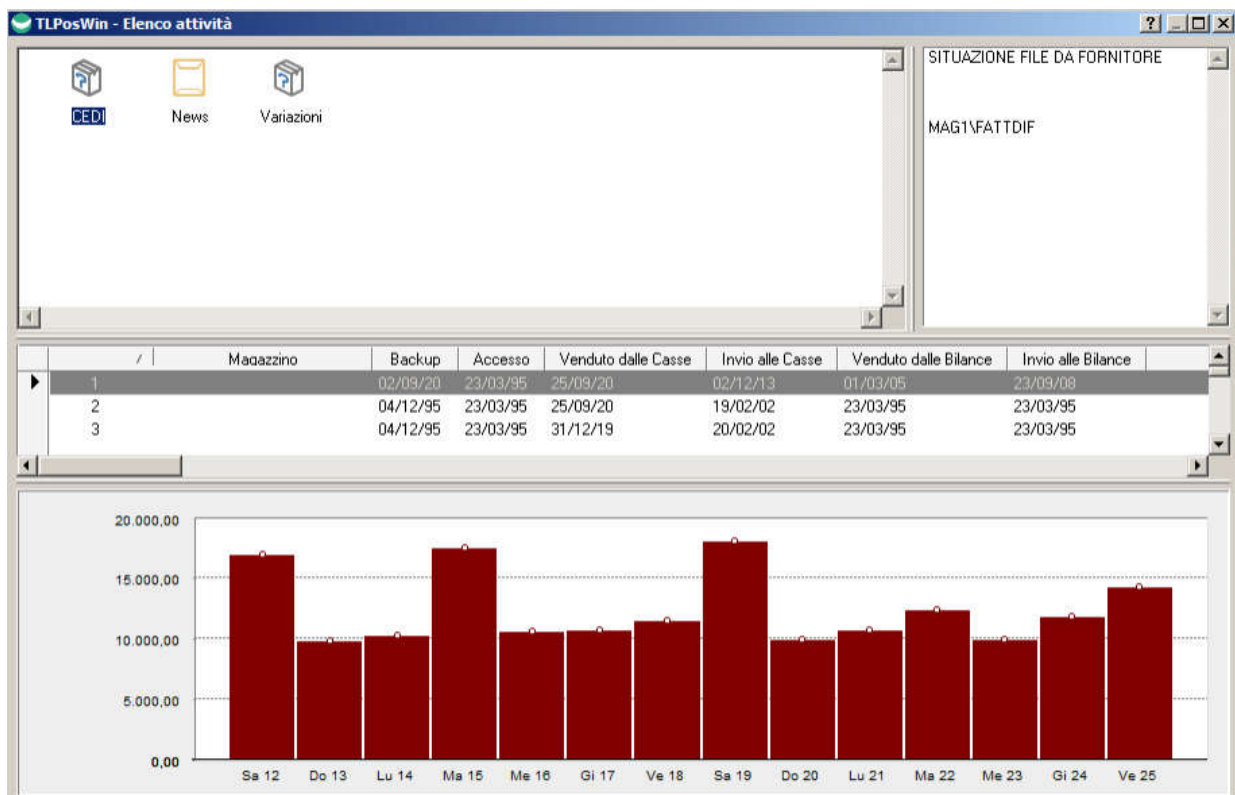 TLPosWin - Elenco attività
CEDI News Variazioni
SITUAZIONE FILE DA FORNITORE
MAG1\FATTDIF
/ Magazzino Backup Accesso Venduto dalle Casse Invio alle Casse Venduto dalle Bilance Invio alle Bilance
1 02/09/20 23/03/95 25/09/20 02/12/13 01/03/05 23/09/08
2 04/12/95 23/03/95 25/09/20 19/02/02 23/03/95 23/03/95
3 04/12/95 23/03/95 31/12/19 20/02/02 23/03/95 23/03/95
20.000,00
15.000,00
10.000,00
5.000,00
0,00
Sa 12 Do 13 Lu 14 Ma 15 Me 16 Gi 17 Ve 18 Sa 19 Do 20 Lu 21 Ma 22 Me 23 Gi 24 Ve 25